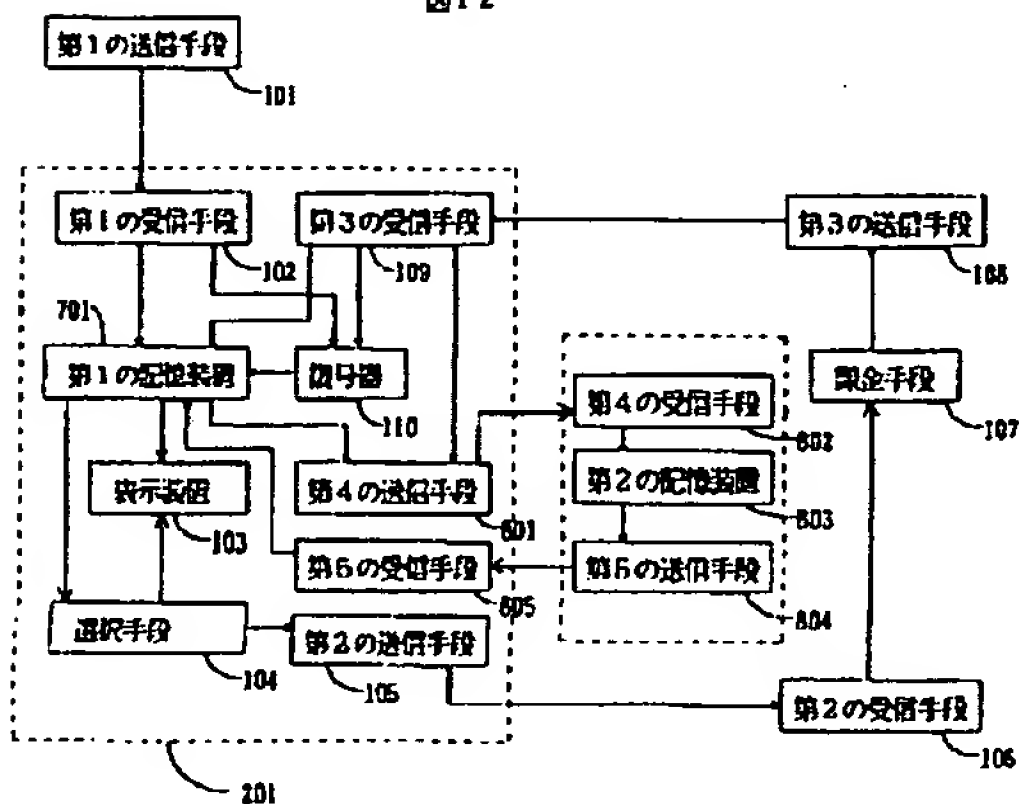 図12
第1の送信手段
101
第1の受信手段
102
第3の受信手段
109
第3の送信手段
108
701
第1の記憶装置
復号器
110
第4の受信手段
802
課金手段
107
表示装置
103
第4の送信手段
801
第2の記憶装置
803
第5の受信手段
805
第5の送信手段
804
選択手段
104
第2の送信手段
105
第2の受信手段
106
201